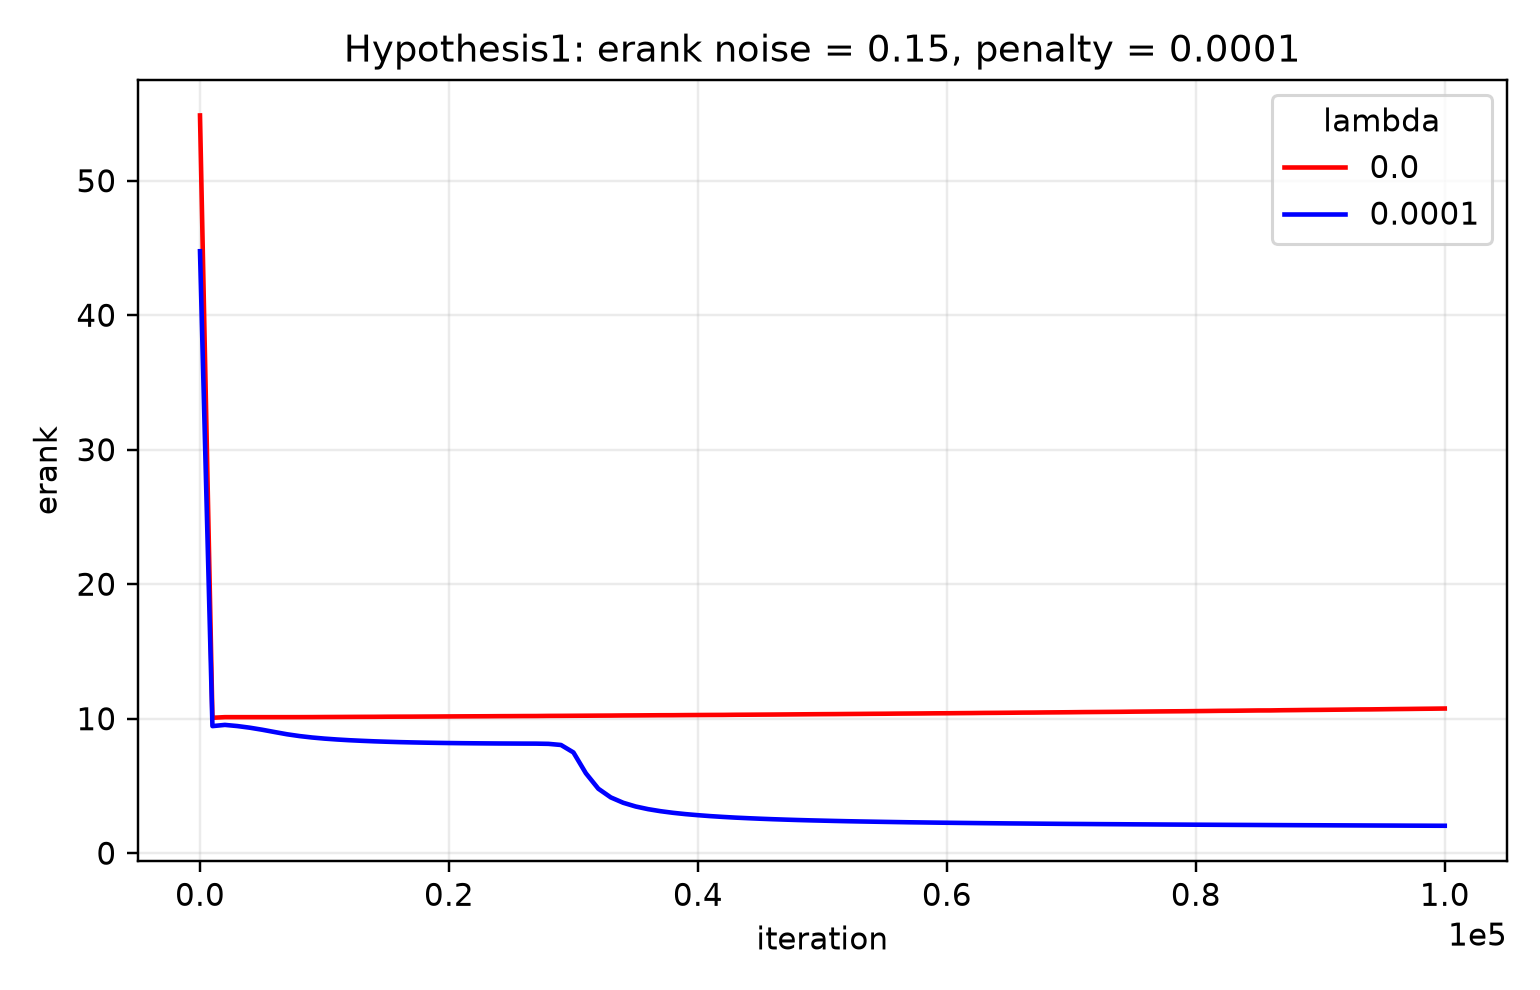 Hypothesis1: erank noise = 0.15, penalty = 0.0001
lambda
0.0
0.0001
erank
50
40
30
20
10
0
0.0 0.2 0.4 0.6 0.8 1.0
1e5
iteration